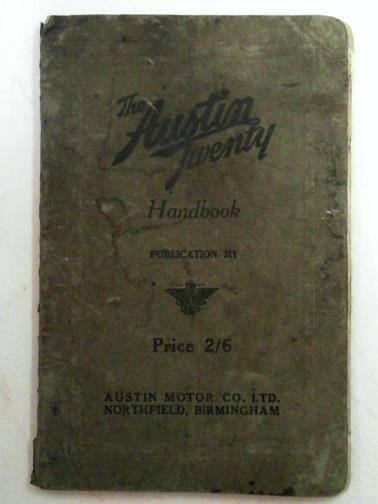 The
Austin
Twenty
Handbook
PUBLICATION 311
Price 2/6
AUSTIN MOTOR CO. LTD.
NORTHFIELD, BIRMINGHAM